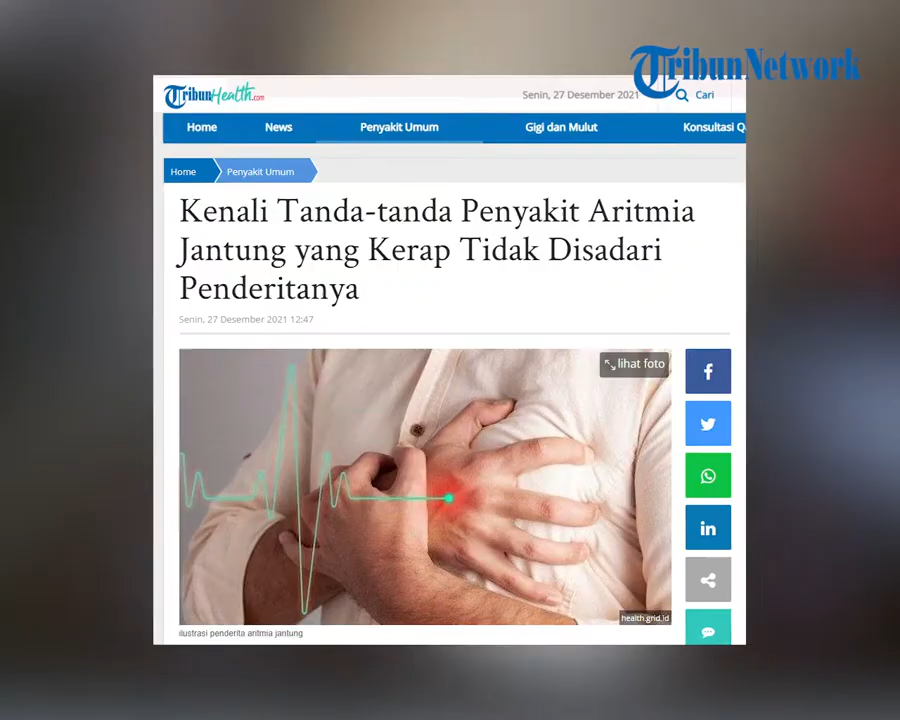 TribunNetwork
TribunHealth.com
Senin, 27 Desember 2021
Cari
Home
News
Penyakit Umum
Gigi dan Mulut
Konsultasi Q
Home
Penyakit Umum
Kenali Tanda-tanda Penyakit Aritmia
Jantung yang Kerap Tidak Disadari
Penderitanya
Senin, 27 Desember 2021 12:47
lihat foto
health.grid.id
ilustrasi penderita aritmia jantung